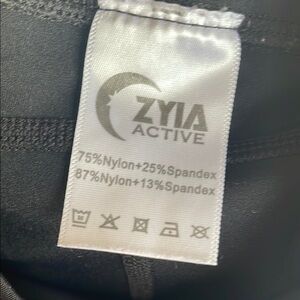 ZYIA
ACTIVE
75%Nylon+25%Spandex
87%Nylon+13%Spandex